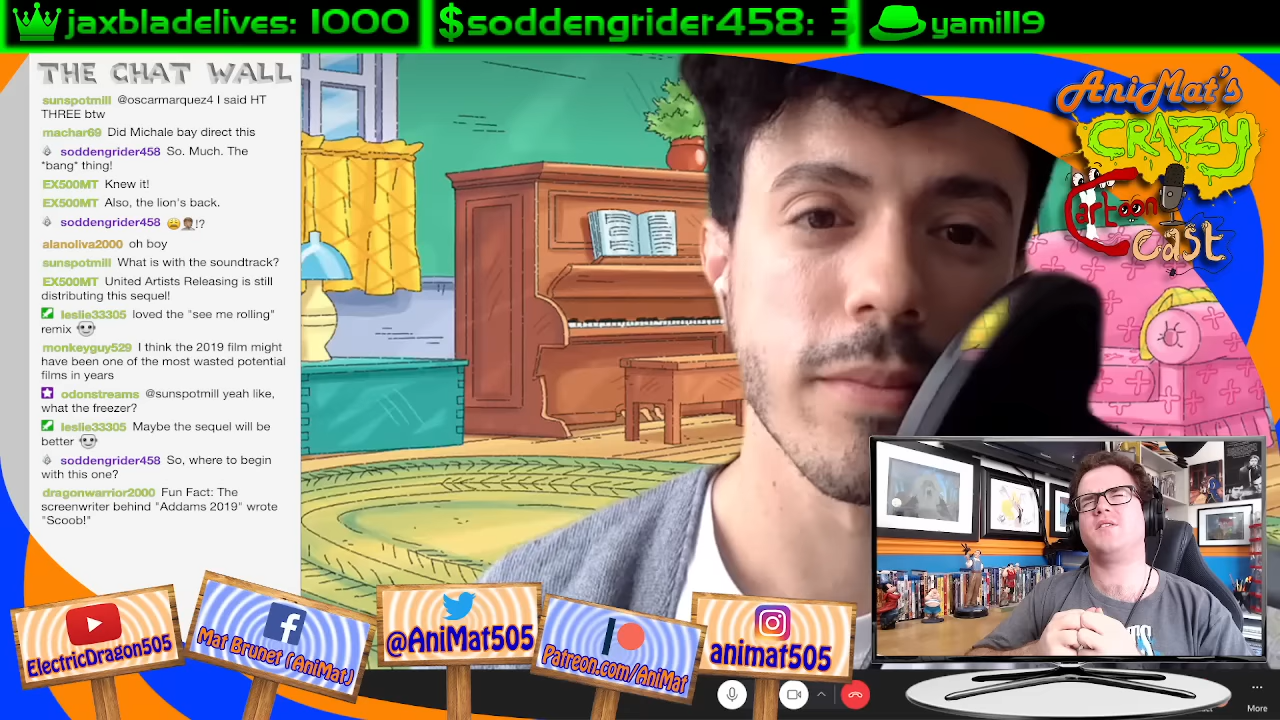 jaxbladelives: 1000
$soddengrider458: 3
yamill9
THE CHAT WALL
sunspotmill @oscarmarquez4 I said HT
THREE btw
machar69 Did Michale bay direct this
soddengrider458 So. Much. The
*bang* thing!
EX500MT Knew it!
EX500MT Also, the lion's back.
soddengrider458 😩🤦🏽!?
alanoliva2000 oh boy
sunspotmill What is with the soundtrack?
EX500MT United Artists Releasing is still
distributing this sequel!
leslie33305 loved the "see me rolling"
remix
monkeyguy529 I think the 2019 film might
have been one of the most wasted potential
films in years
odonstreams @sunspotmill yeah like,
what the freezer?
leslie33305 Maybe the sequel will be
better
soddengrider458 So, where to begin
with this one?
dragonwarrior2000 Fun Fact: The
screenwriter behind "Addams 2019" wrote
"Scoob!"
AniMat's
CRAZY
Cartoon
Cast
ElectricDragon505
Mat Brunet (AniMat)
@AniMat505
Patreon.com/AniMat
animat505
More